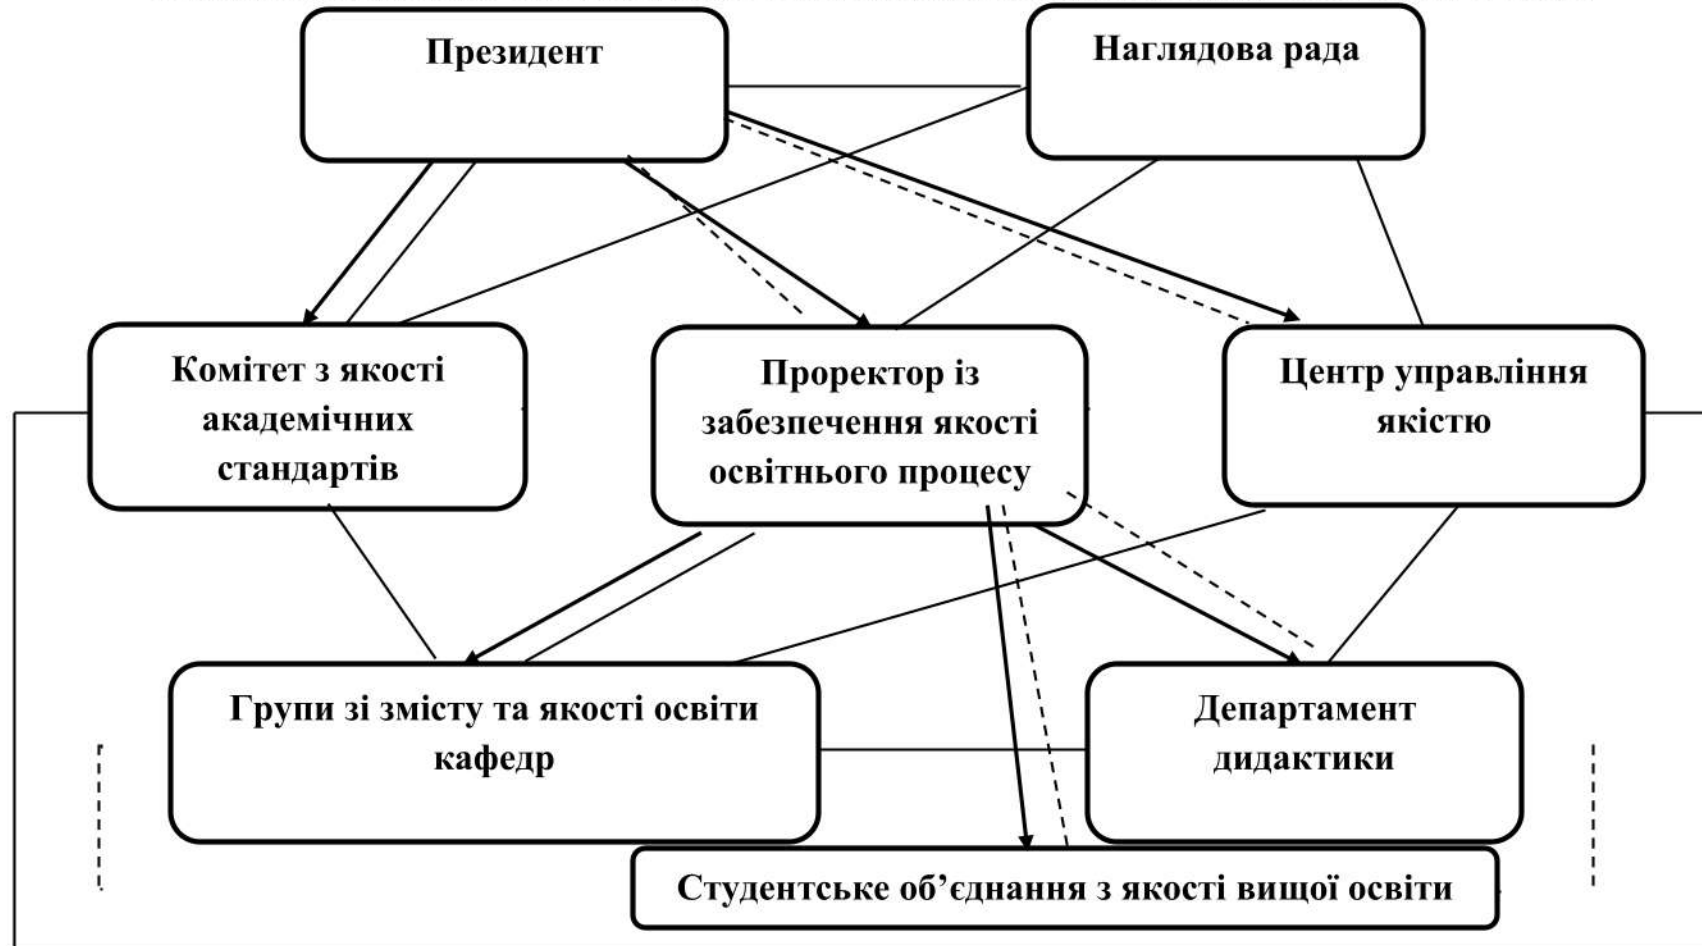 Президент
Наглядова рада
Комітет з якості
академічних
стандартів
Проректор із
забезпечення якості
освітнього процесу
Центр управління
якістю
Групи зі змісту та якості освіти
кафедр
Департамент
дидактики
Студентське об’єднання з якості вищої освіти